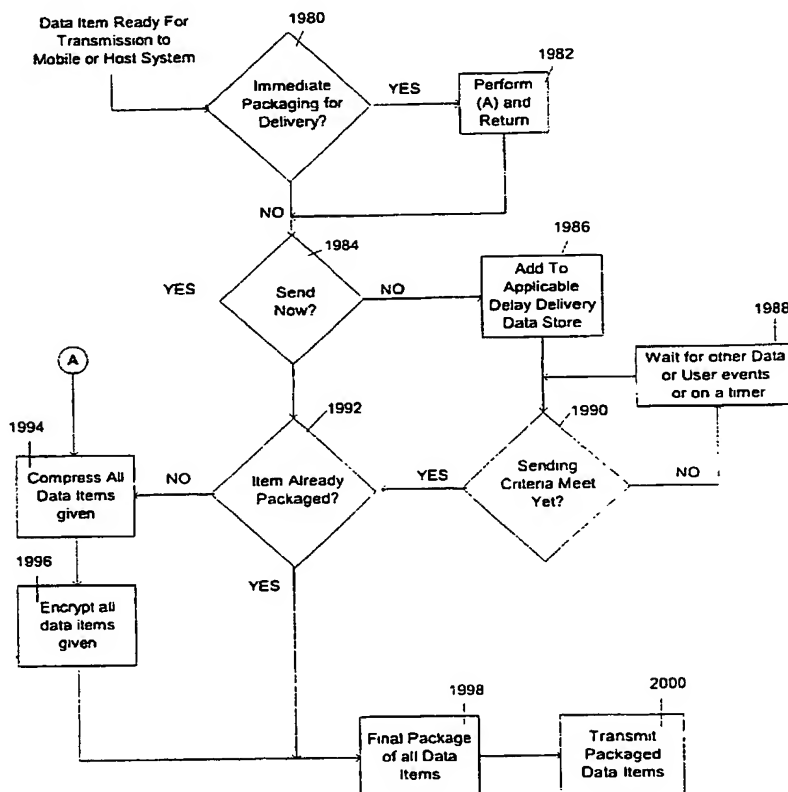 Data Item Ready For
Transmission to
Mobile or Host System
1980
Immediate
Packaging for
Delivery?
YES
1982
Perform
(A) and
Return
NO
1984
Send
Now?
YES
NO
1986
Add To
Applicable
Delay Delivery
Data Store
1988
Wait for other Data
or User events
or on a timer
1990
Sending
Criteria Meet
Yet?
NO
YES
1992
Item Already
Packaged?
NO
YES
A
1994
Compress All
Data Items
given
1996
Encrypt all
data items
given
1998
Final Package
of all Data
Items
2000
Transmit
Packaged
Data Items